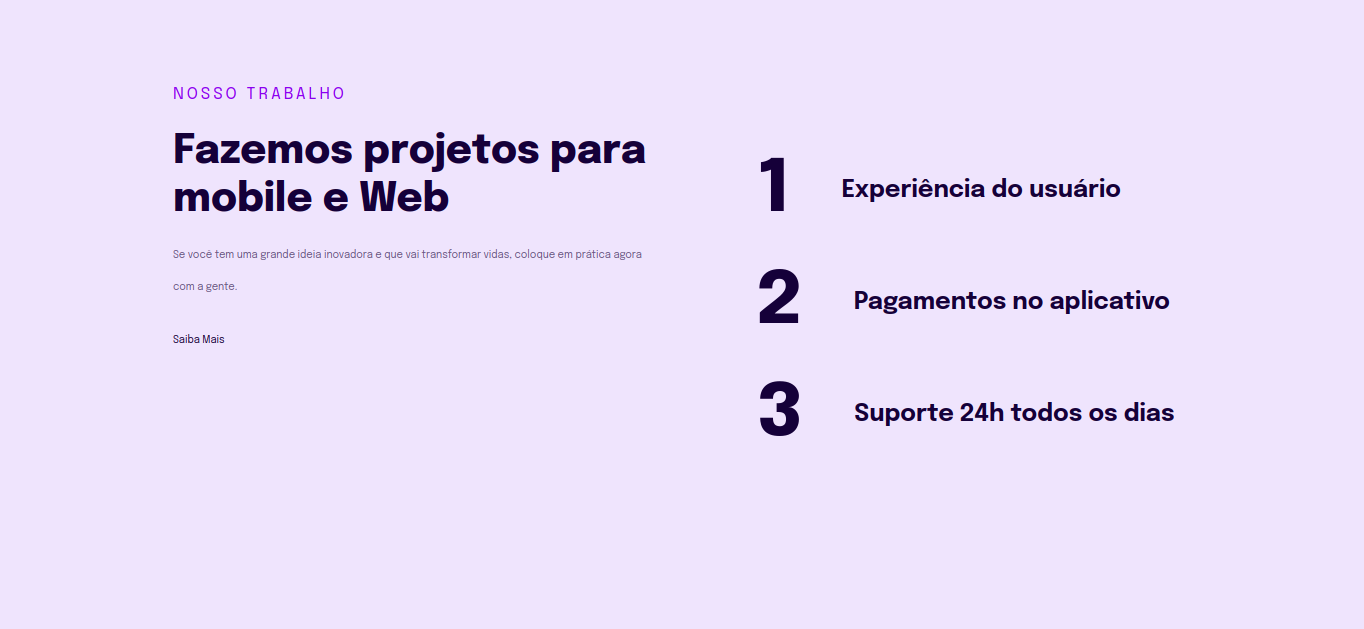 NOSSO TRABALHO
Fazemos projetos para
mobile e Web
Se você tem uma grande ideia inovadora e que vai transformar vidas, coloque em prática agora
com a gente.
Saiba Mais
1 Experiência do usuário
2 Pagamentos no aplicativo
3 Suporte 24h todos os dias